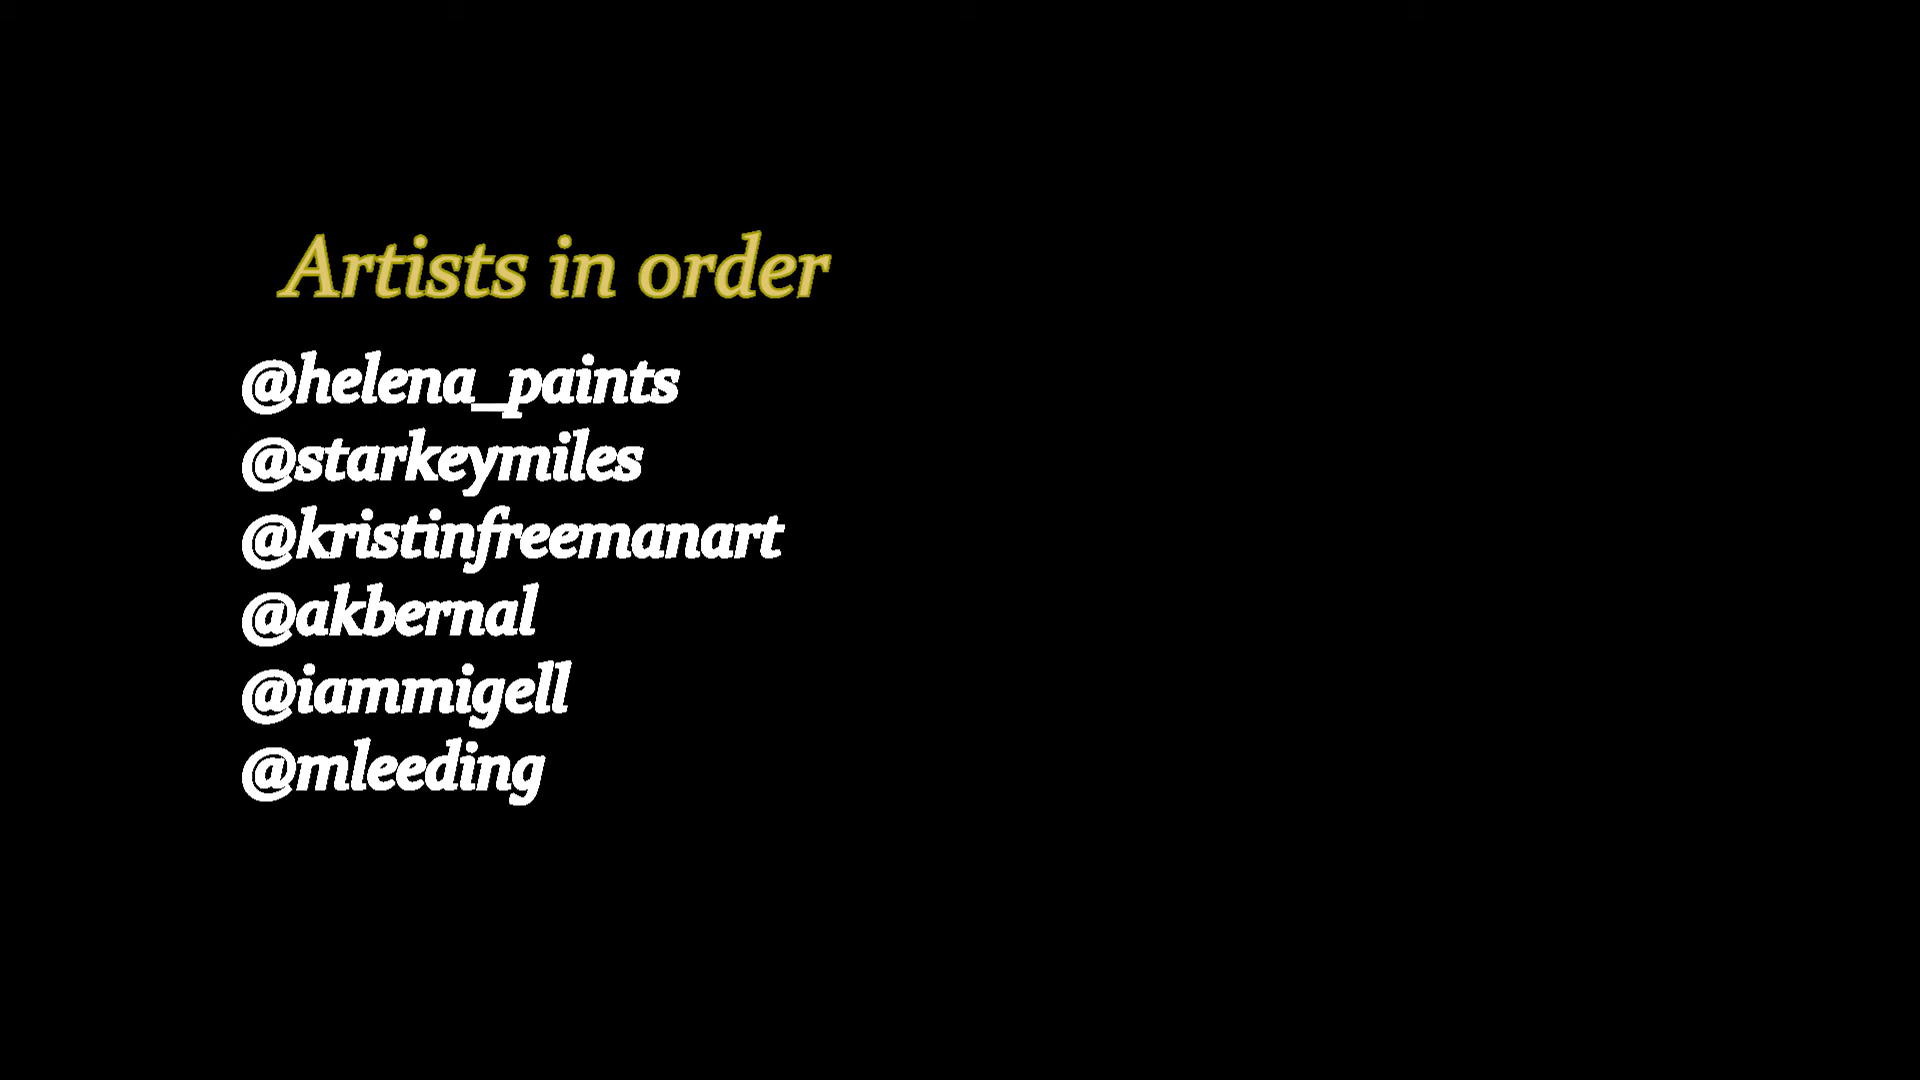 Artists in order
@helena_paints
@starkeymiles
@kristinfreemanart
@akbernal
@iammigell
@mleeding